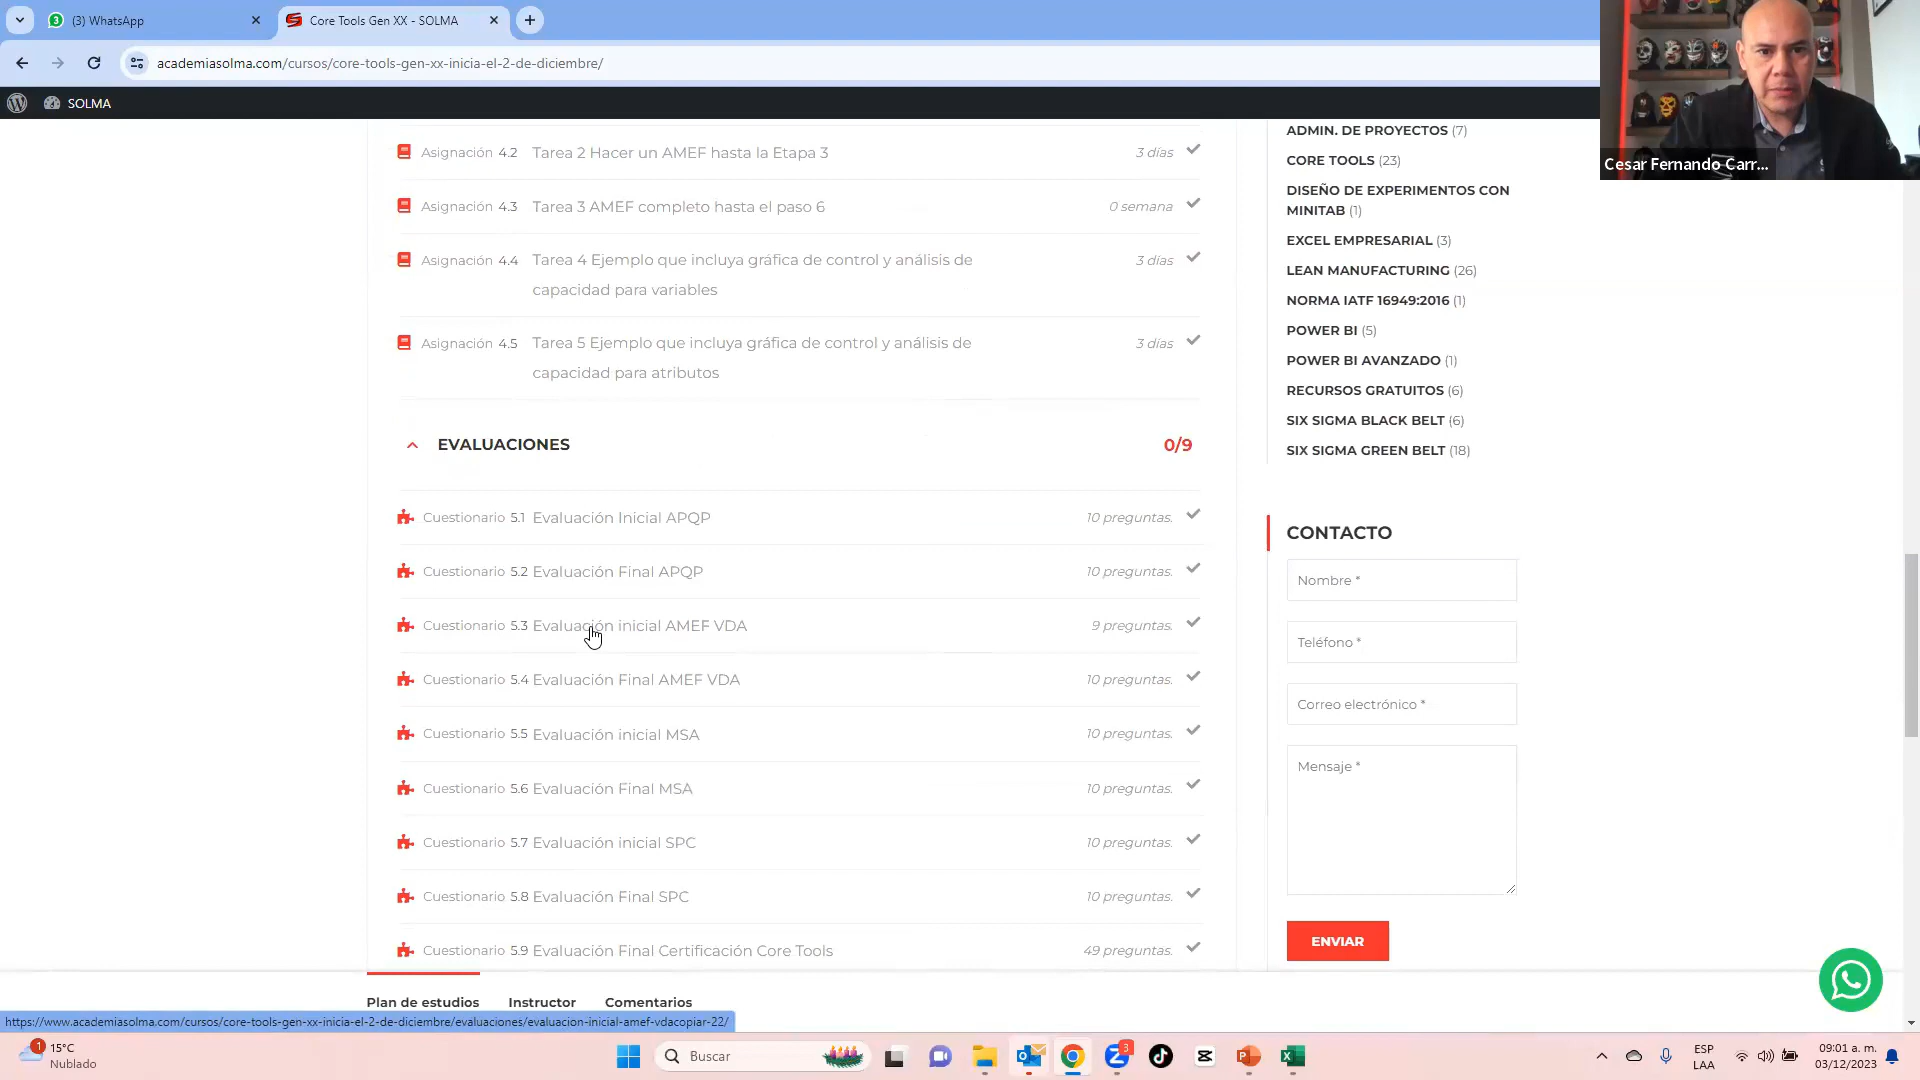 (3) WhatsApp
Core Tools Gen XX - SOLMA
academiasolma.com/cursos/core-tools-gen-xx-inicia-el-2-de-diciembre/
SOLMA
Cesar Fernando Carr...
Asignación 4.2 Tarea 2 Hacer un AMEF hasta la Etapa 3 3 días
Asignación 4.3 Tarea 3 AMEF completo hasta el paso 6 0 semana
Asignación 4.4 Tarea 4 Ejemplo que incluya gráfica de control y análisis de 3 días
capacidad para variables
Asignación 4.5 Tarea 5 Ejemplo que incluya gráfica de control y análisis de 3 días
capacidad para atributos
EVALUACIONES 0/9
Cuestionario 5.1 Evaluación Inicial APQP 10 preguntas.
Cuestionario 5.2 Evaluación Final APQP 10 preguntas.
Cuestionario 5.3 Evaluación inicial AMEF VDA 9 preguntas.
Cuestionario 5.4 Evaluación Final AMEF VDA 10 preguntas.
Cuestionario 5.5 Evaluación inicial MSA 10 preguntas.
Cuestionario 5.6 Evaluación Final MSA 10 preguntas.
Cuestionario 5.7 Evaluación inicial SPC 10 preguntas.
Cuestionario 5.8 Evaluación Final SPC 10 preguntas.
Cuestionario 5.9 Evaluación Final Certificación Core Tools 49 preguntas.
ADMIN. DE PROYECTOS (7)
CORE TOOLS (23)
DISEÑO DE EXPERIMENTOS CON
MINITAB (1)
EXCEL EMPRESARIAL (3)
LEAN MANUFACTURING (26)
NORMA IATF 16949:2016 (1)
POWER BI (5)
POWER BI AVANZADO (1)
RECURSOS GRATUITOS (6)
SIX SIGMA BLACK BELT (6)
SIX SIGMA GREEN BELT (18)
CONTACTO
Nombre *
Teléfono *
Correo electrónico *
Mensaje *
ENVIAR
Plan de estudios Instructor Comentarios
https://www.academiasolma.com/cursos/core-tools-gen-xx-inicia-el-2-de-diciembre/evaluaciones/evaluacion-inicial-amef-vdacopiar-22/
1
15°C
Nublado
Buscar
3
ESP
LAA
09:01 a. m.
03/12/2023